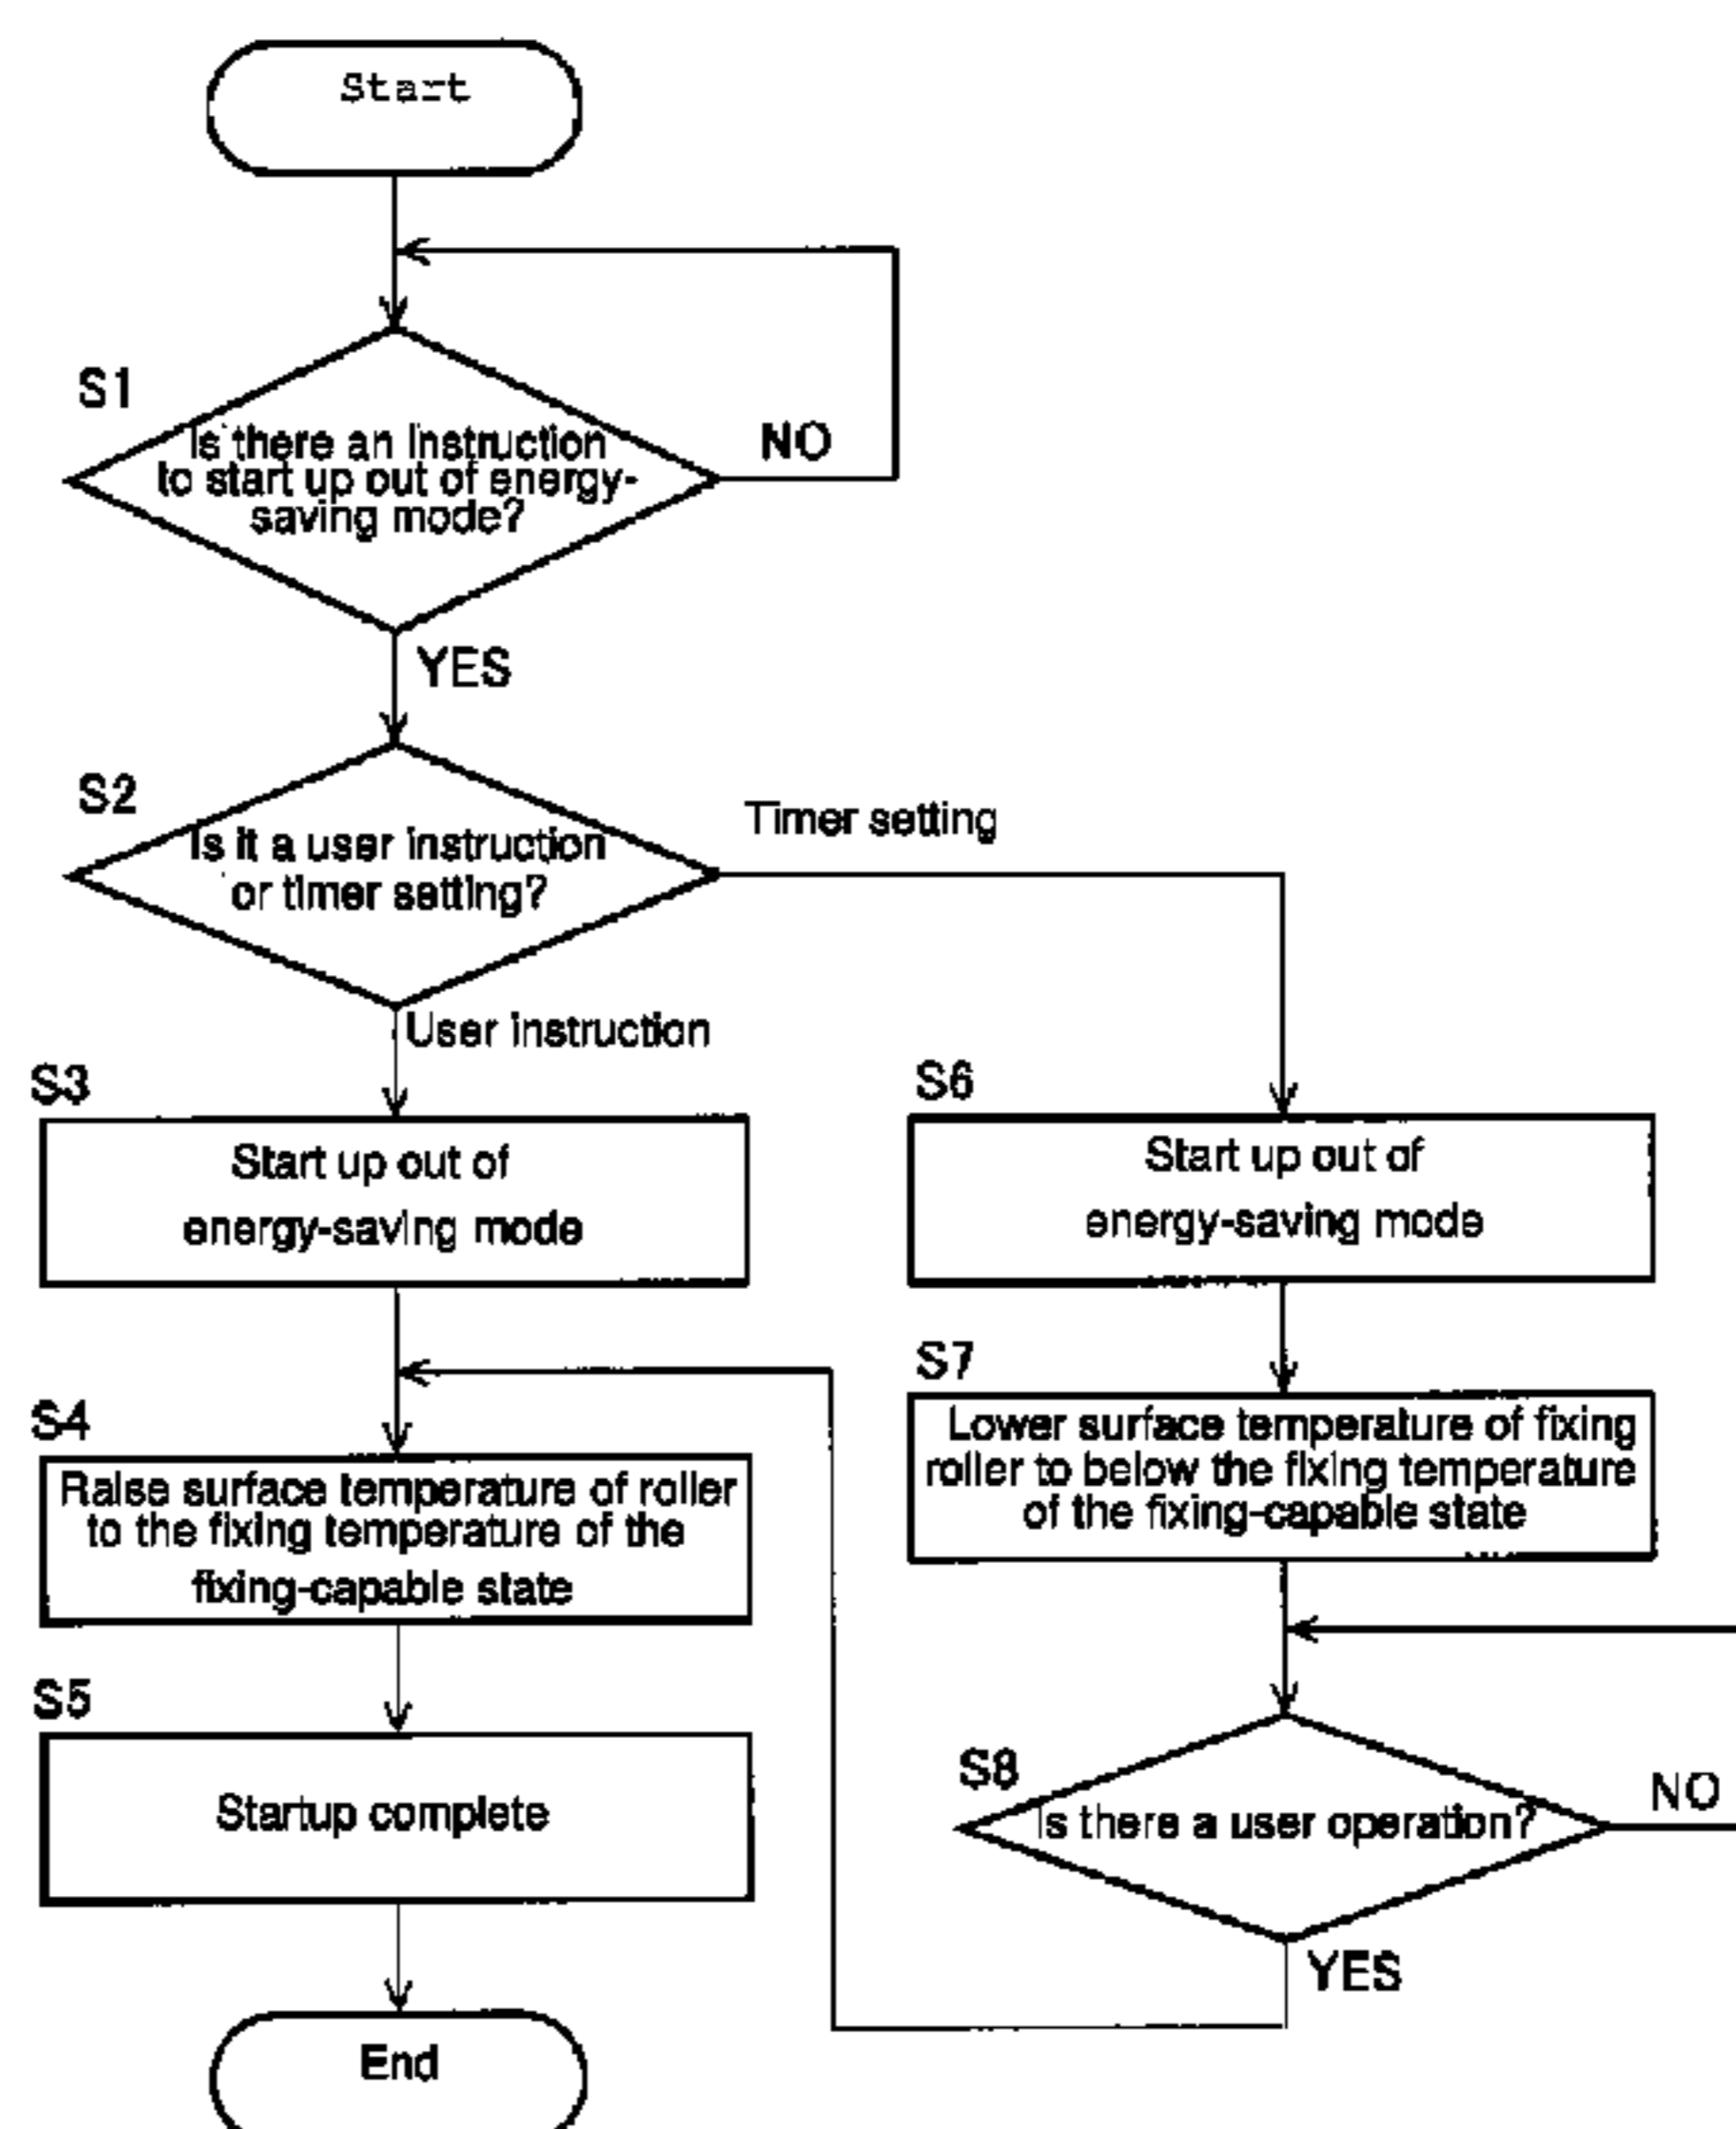 Start
S1
Is there an instruction
to start up out of energy-
saving mode?
NO
YES
S2
Is it a user instruction
or timer setting?
Timer setting
User instruction
S3
Start up out of
energy-saving mode
S6
Start up out of
energy-saving mode
S4
Raise surface temperature of roller
to the fixing temperature of the
fixing-capable state
S7
Lower surface temperature of fixing
roller to below the fixing temperature
of the fixing-capable state
S5
Startup complete
S8
Is there a user operation?
NO
YES
End